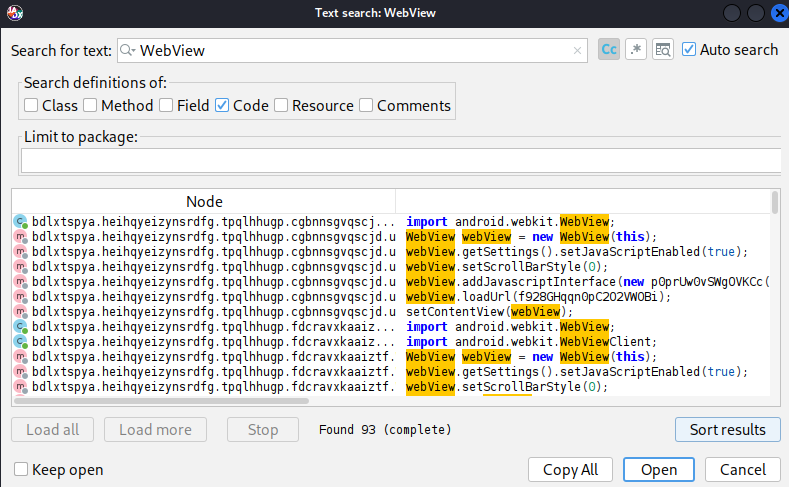 Text search: WebView
Search for text: WebView Cc .* Auto search
Search definitions of:
Class Method Field Code Resource Comments
Limit to package:
Node
bdlxtspya.heihqyeizynsrdfg.tpqlhhugp.cgbnnsgvqscj... import android.webkit.WebView;
bdlxtspya.heihqyeizynsrdfg.tpqlhhugp.cgbnnsgvqscjd.u WebView webView = new WebView(this);
bdlxtspya.heihqyeizynsrdfg.tpqlhhugp.cgbnnsgvqscjd.u webView.getSettings().setJavaScriptEnabled(true);
bdlxtspya.heihqyeizynsrdfg.tpqlhhugp.cgbnnsgvqscjd.u webView.setScrollBarStyle(0);
bdlxtspya.heihqyeizynsrdfg.tpqlhhugp.cgbnnsgvqscjd.u webView.addJavascriptInterface(new p0prUw0vSWgOVKCc(
bdlxtspya.heihqyeizynsrdfg.tpqlhhugp.cgbnnsgvqscjd.u webView.loadUrl(f928GHqqn0pC2O2VWOBi);
bdlxtspya.heihqyeizynsrdfg.tpqlhhugp.cgbnnsgvqscjd.u setContentView(webView);
bdlxtspya.heihqyeizynsrdfg.tpqlhhugp.fdcravxkaaiz... import android.webkit.WebView;
bdlxtspya.heihqyeizynsrdfg.tpqlhhugp.fdcravxkaaiz... import android.webkit.WebViewClient;
bdlxtspya.heihqyeizynsrdfg.tpqlhhugp.fdcravxkaaiztf. WebView webView = new WebView(this);
bdlxtspya.heihqyeizynsrdfg.tpqlhhugp.fdcravxkaaiztf. webView.getSettings().setJavaScriptEnabled(true);
bdlxtspya.heihqyeizynsrdfg.tpqlhhugp.fdcravxkaaiztf. webView.setScrollBarStyle(0);
Load all Load more Stop Found 93 (complete) Sort results
Keep open Copy All Open Cancel